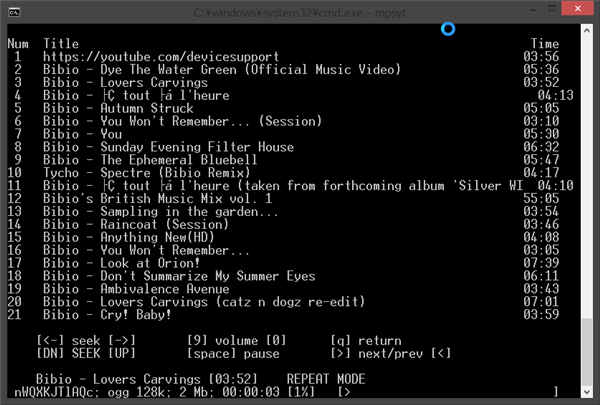 C:¥windows¥system32¥cmd.exe - mpsyt
Num Title Time
1 https://youtube.com/devicesupport 03:56
2 Bibio - Dye The Water Green (Official Music Video) 05:36
3 Bibio - Lovers Carvings 03:52
4 Bibio - ├Ç tout ├á l'heure 04:13
5 Bibio - Autumn Struck 05:05
6 Bibio - You Won't Remember... (Session) 03:10
7 Bibio - You 05:30
8 Bibio - Sunday Evening Filter House 06:32
9 Bibio - The Ephemeral Bluebell 05:47
10 Tycho - Spectre (Bibio Remix) 04:17
11 Bibio - ├Ç tout ├á l'heure (taken from forthcoming album 'Silver WI 04:10
12 Bibio's British Music Mix vol. 1 55:05
13 Bibio - Sampling in the garden... 03:54
14 Bibio - Raincoat (Session) 03:46
15 Bibio - Anything New(HD) 04:08
16 Bibio - You Won't Remember... 03:05
17 Bibio - Look at Orion! 07:39
18 Bibio - Don't Summarize My Summer Eyes 06:11
19 Bibio - Ambivalence Avenue 03:43
20 Bibio - Lovers Carvings (catz n dogz re-edit) 07:01
21 Bibio - Cry! Baby! 03:59
[<-] seek [->] [9] volume [0] [q] return
[DN] SEEK [UP] [space] pause [>] next/prev [<]
Bibio - Lovers Carvings [03:52] REPEAT MODE
nWQXKJTlAQc; ogg 128k; 2 Mb; 00:00:03 [1%] [> ]